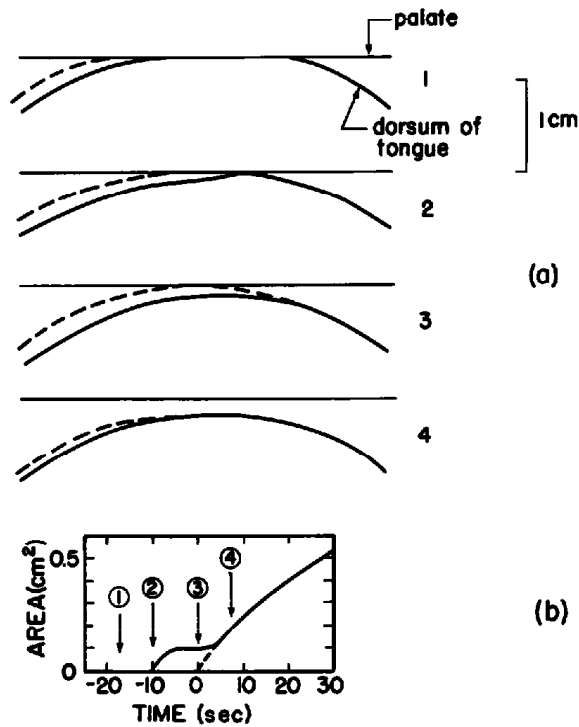 palate
1
1cm
dorsum of
tongue
2
(a)
3
4
AREA(cm²)
0.5
0
① ② ③ ④
-20 -10 0 10 20 30
TIME (sec)
(b)